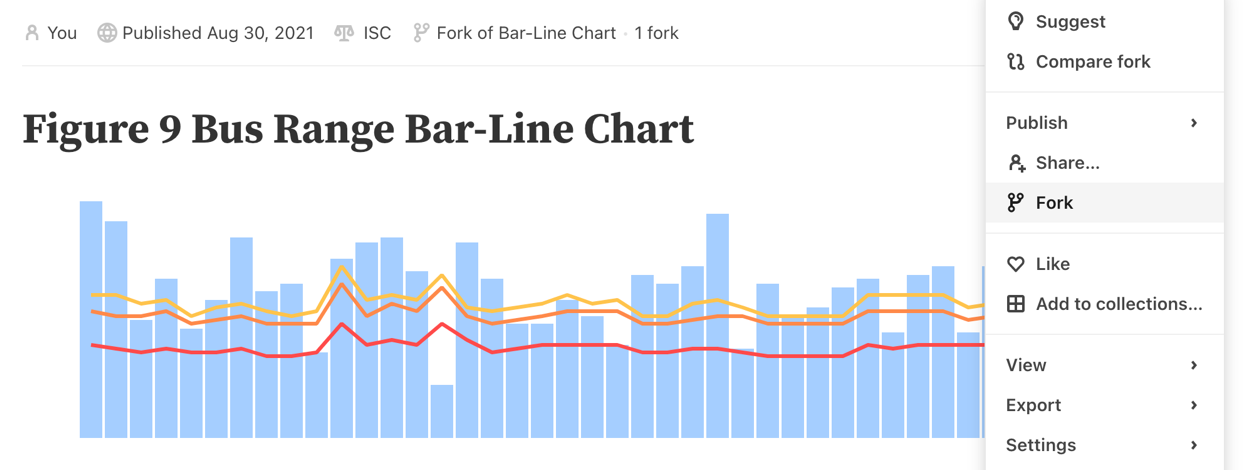 You Published Aug 30, 2021 ISC Fork of Bar-Line Chart · 1 fork
Figure 9 Bus Range Bar-Line Chart
Suggest
Compare fork
Publish
Share...
Fork
Like
Add to collections...
View
Export
Settings